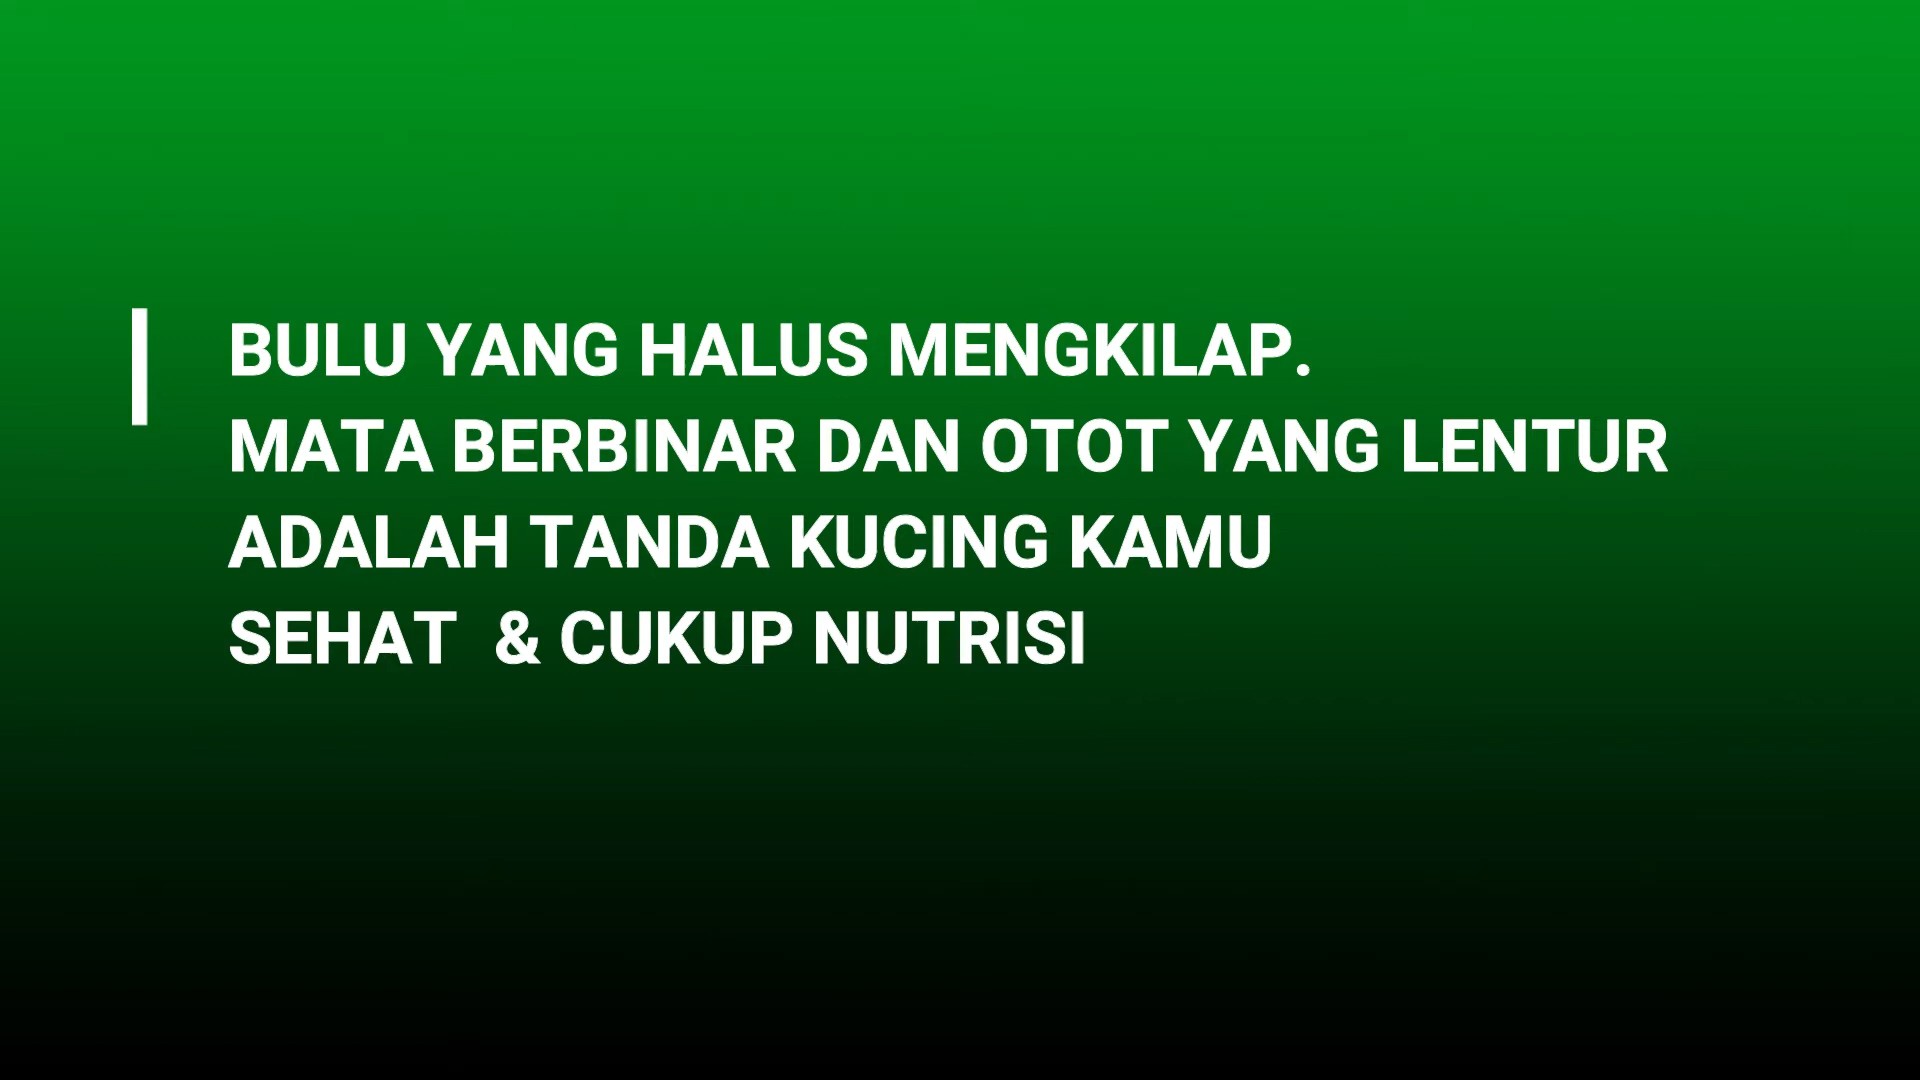 BULU YANG HALUS MENGKILAP.
MATA BERBINAR DAN OTOT YANG LENTUR
ADALAH TANDA KUCING KAMU
SEHAT  & CUKUP NUTRISI